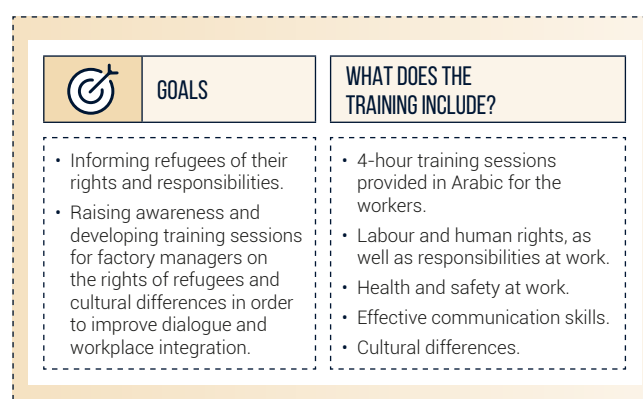 GOALS
• Informing refugees of their
rights and responsibilities.
• Raising awareness and
developing training sessions
for factory managers on
the rights of refugees and
cultural differences in order
to improve dialogue and
workplace integration.
WHAT DOES THE
TRAINING INCLUDE?
• 4-hour training sessions
provided in Arabic for the
workers.
• Labour and human rights, as
well as responsibilities at work.
• Health and safety at work.
• Effective communication skills.
• Cultural differences.